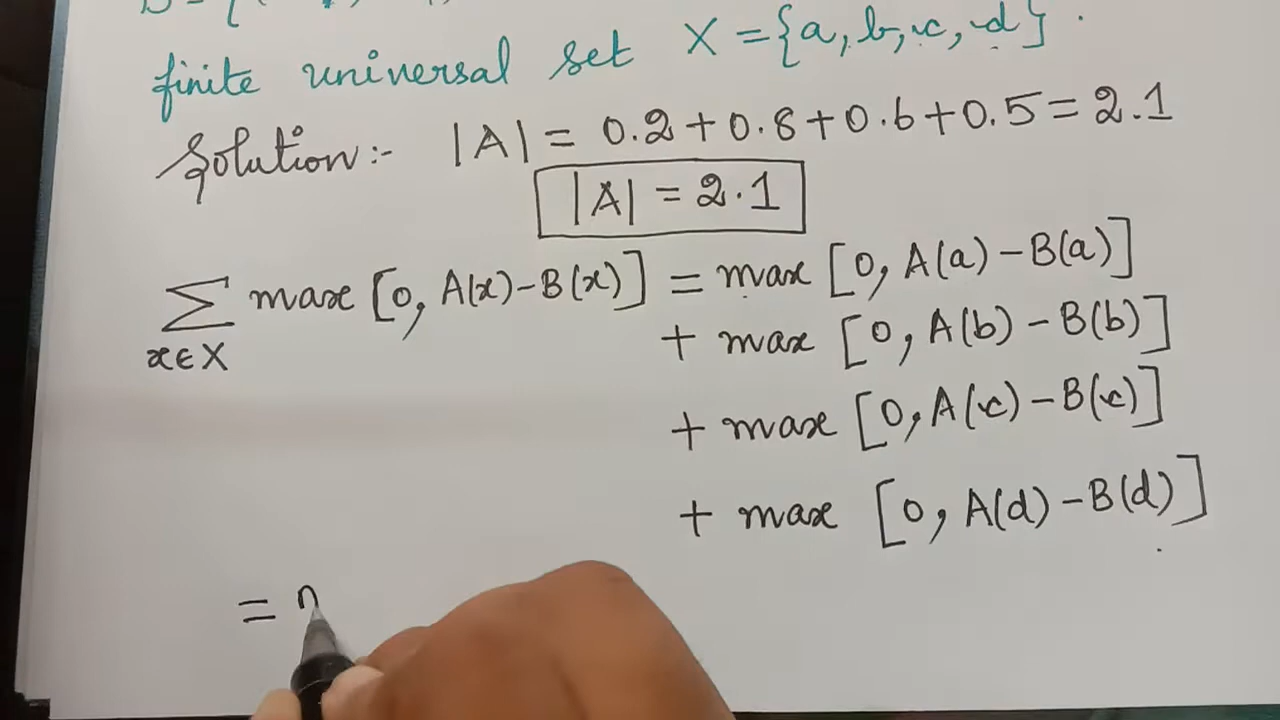 finite universal set X = {a, b, c, d}.
Solution:- |A| = 0.2 + 0.8 + 0.6 + 0.5 = 2.1
|A| = 2.1
∑ max [0, A(x) - B(x)] = max [0, A(a) - B(a)]
x∈X
+ max [0, A(b) - B(b)]
+ max [0, A(c) - B(c)]
+ max [0, A(d) - B(d)]
=